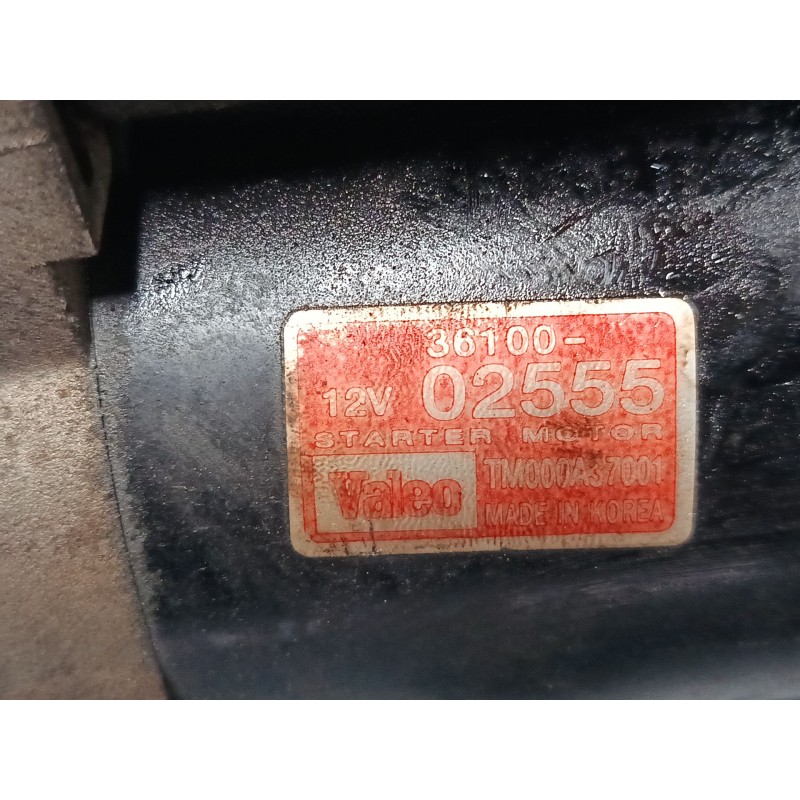 36100-
12V 02555
STARTER MOTOR
Valeo TM000A37001
MADE IN KOREA